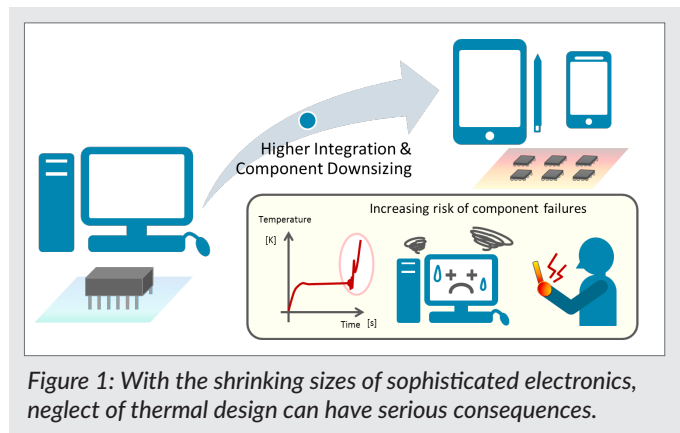 Higher Integration &
Component Downsizing
Increasing risk of component failures
Temperature
[K]
Time [s]
Figure 1: With the shrinking sizes of sophisticated electronics,
neglect of thermal design can have serious consequences.